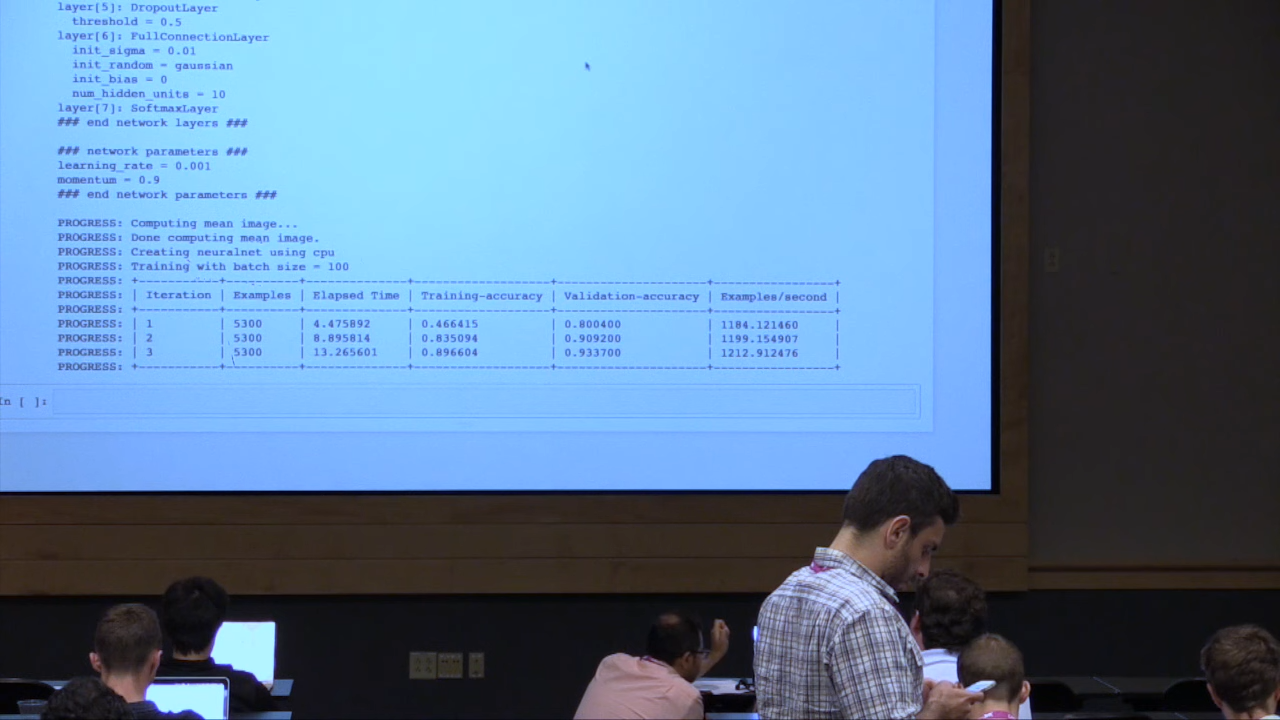 layer[5]: DropoutLayer
threshold = 0.5
layer[6]: FullConnectionLayer
init_sigma = 0.01
init_random = gaussian
init_bias = 0
num_hidden_units = 10
layer[7]: SoftmaxLayer
### end network layers ###
### network parameters ###
learning_rate = 0.001
momentum = 0.9
### end network parameters ###
PROGRESS: Computing mean image...
PROGRESS: Done computing mean image.
PROGRESS: Creating neuralnet using cpu
PROGRESS: Training with batch size = 100
PROGRESS: +-----------+----------+--------------+-------------------+---------------------+-----------------+
PROGRESS: | Iteration | Examples | Elapsed Time | Training-accuracy | Validation-accuracy | Examples/second |
PROGRESS: +-----------+----------+--------------+-------------------+---------------------+-----------------+
PROGRESS: | 1 | 5300 | 4.475892 | 0.466415 | 0.800400 | 1184.121460 |
PROGRESS: | 2 | 5300 | 8.895814 | 0.835094 | 0.909200 | 1199.154907 |
PROGRESS: | 3 | 5300 | 13.265601 | 0.896604 | 0.933700 | 1212.912476 |
PROGRESS: +-----------+----------+--------------+-------------------+---------------------+-----------------+
In [ ]: